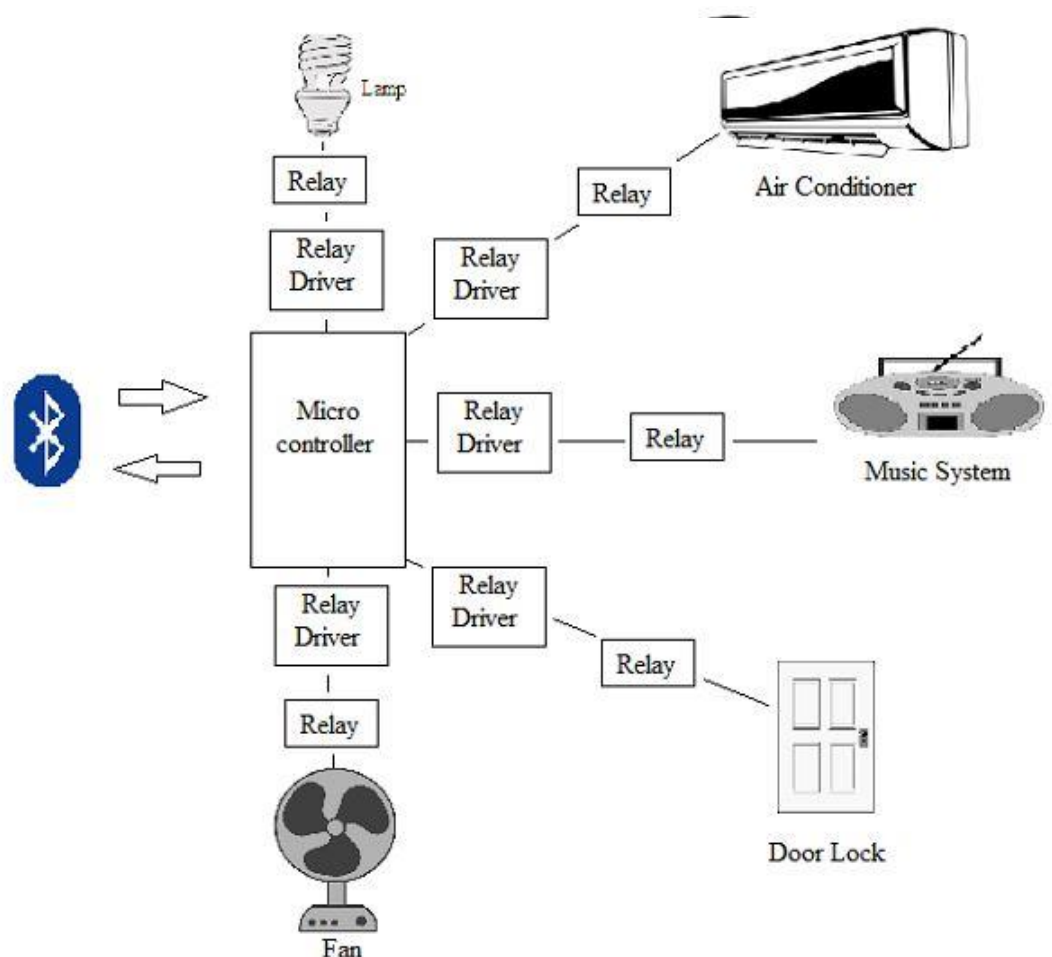 Lamp
Relay
Relay
Driver
Air Conditioner
Relay
Relay
Driver
Micro
controller
Relay
Driver
Relay
Music System
Relay
Driver
Relay
Driver
Relay
Relay
Door Lock
Fan